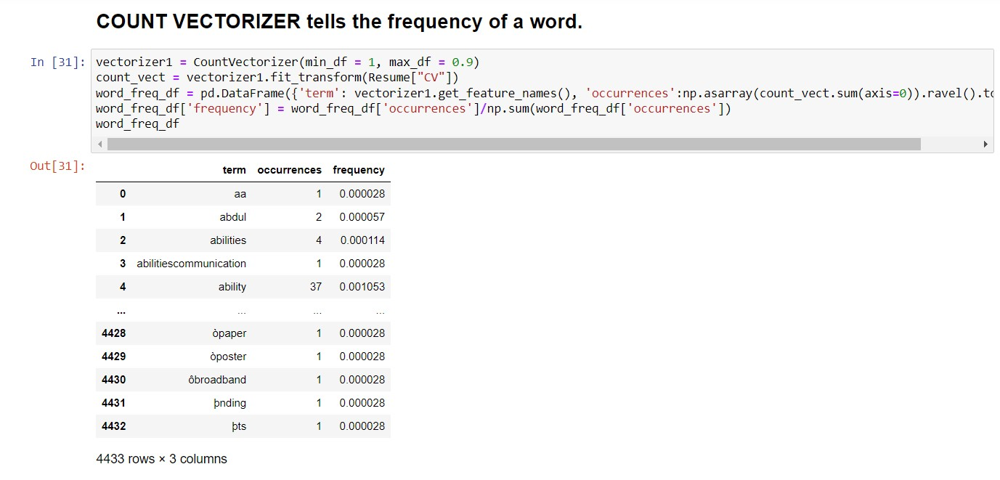 COUNT VECTORIZER tells the frequency of a word.
In [31]: vectorizer1 = CountVectorizer(min_df = 1, max_df = 0.9)
count_vect = vectorizer1.fit_transform(Resume["CV"])
word_freq_df = pd.DataFrame({'term': vectorizer1.get_feature_names(), 'occurrences':np.asarray(count_vect.sum(axis=0)).ravel().to
word_freq_df['frequency'] = word_freq_df['occurrences']/np.sum(word_freq_df['occurrences'])
word_freq_df
Out[31]:
term occurrences frequency
0 aa 1 0.000028
1 abdul 2 0.000057
2 abilities 4 0.000114
3 abilitiescommunication 1 0.000028
4 ability 37 0.001053
... ... ... ...
4428 òpaper 1 0.000028
4429 òposter 1 0.000028
4430 ôbroadband 1 0.000028
4431 þnding 1 0.000028
4432 þts 1 0.000028
4433 rows × 3 columns